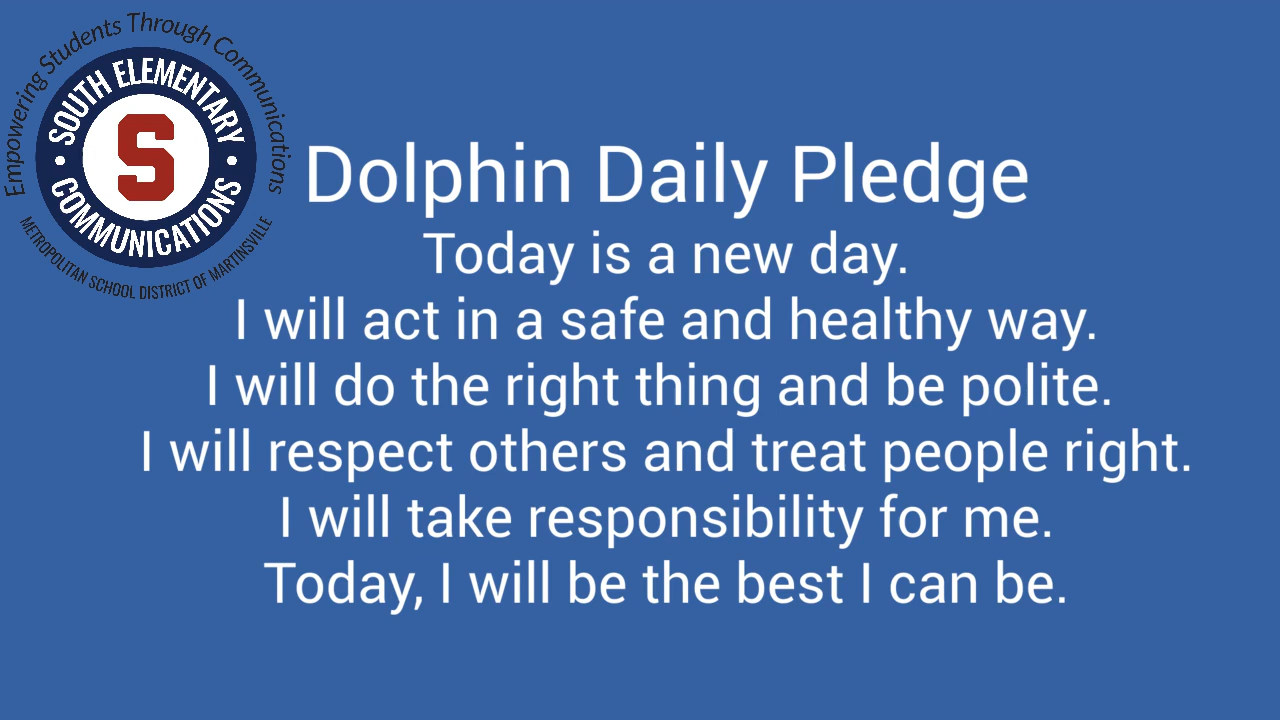 Empowering Students Through Communications
SOUTH ELEMENTARY
S
COMMUNICATIONS
METROPOLITAN SCHOOL DISTRICT OF MARTINSVILLE
Dolphin Daily Pledge
Today is a new day.
I will act in a safe and healthy way.
I will do the right thing and be polite.
I will respect others and treat people right.
I will take responsibility for me.
Today, I will be the best I can be.